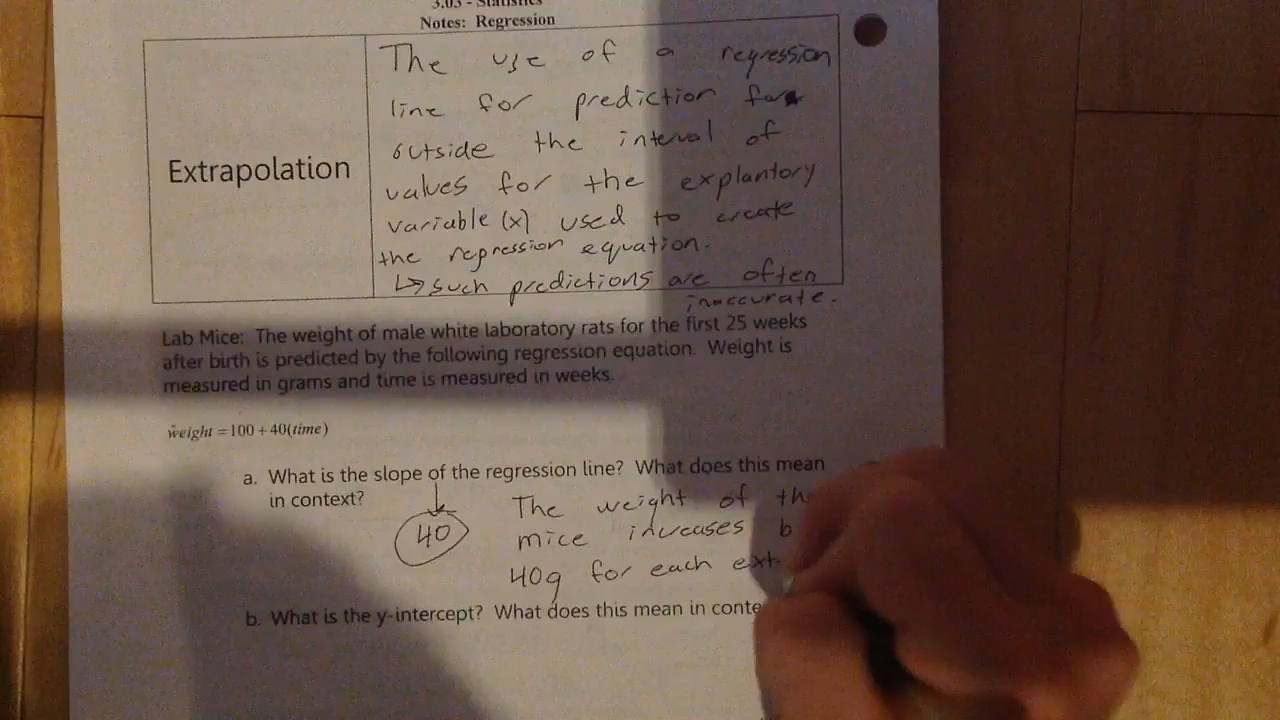 3.03 - Statistics
Notes: Regression
Extrapolation
The use of a regression
line for prediction far
outside the interval of
values for the explantory
variable (x) used to create
the regression equation.
↳ such predictions are often
inaccurate.
Lab Mice: The weight of male white laboratory rats for the first 25 weeks
after birth is predicted by the following regression equation. Weight is
measured in grams and time is measured in weeks.
ŵeight = 100 + 40(time)
a. What is the slope of the regression line? What does this mean
in context?
40
The weight of th
mice increases b
40g for each ext
b. What is the y-intercept? What does this mean in conte